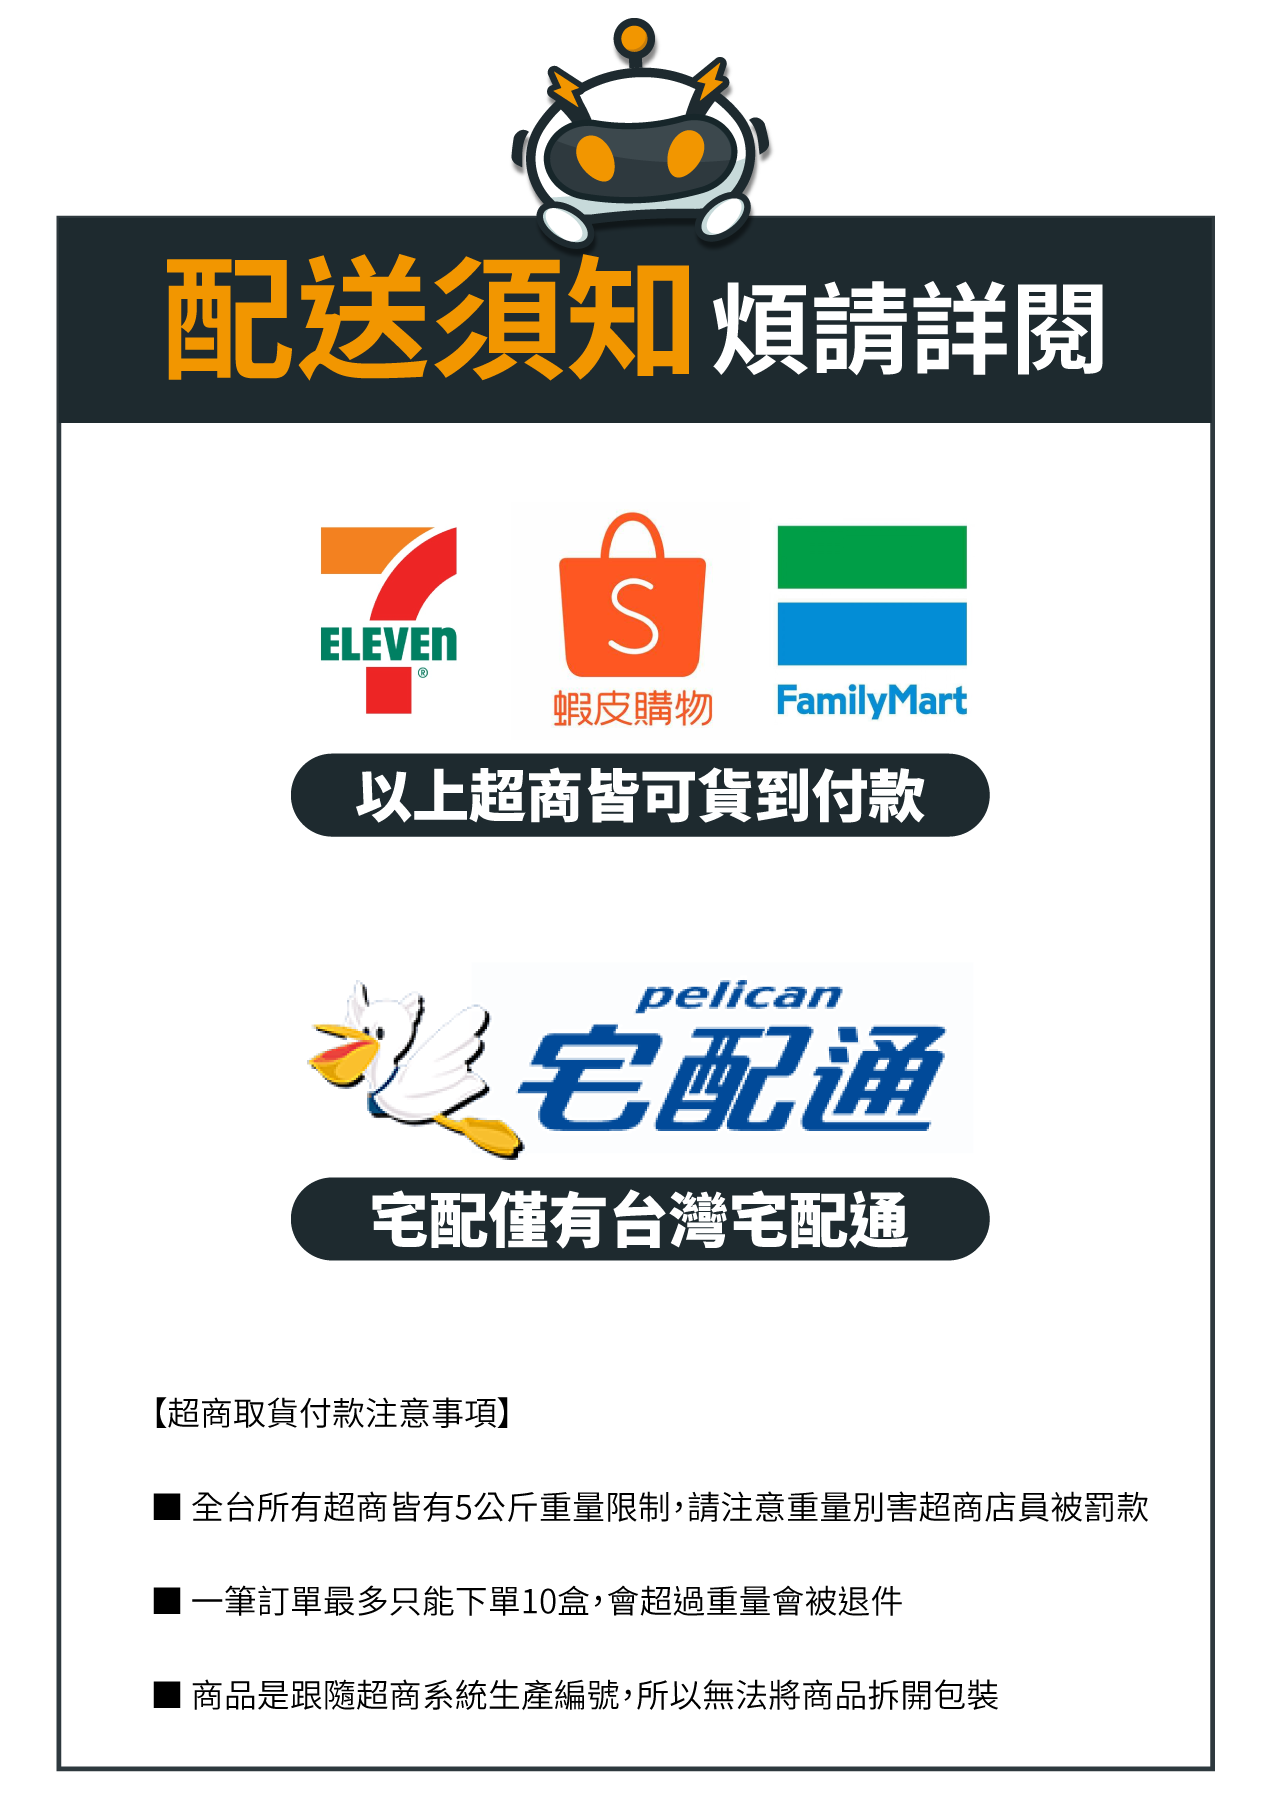 配送須知 煩請詳閱
7
ELEVEN
®
S
蝦皮購物
FamilyMart
以上超商皆可貨到付款
pelican
宅配通
宅配僅有台灣宅配通
【超商取貨付款注意事項】
■ 全台所有超商皆有5公斤重量限制,請注意重量別害超商店員被罰款
■ 一筆訂單最多只能下單10盒,會超過重量會被退件
■ 商品是跟隨超商系統生產編號,所以無法將商品拆開包裝